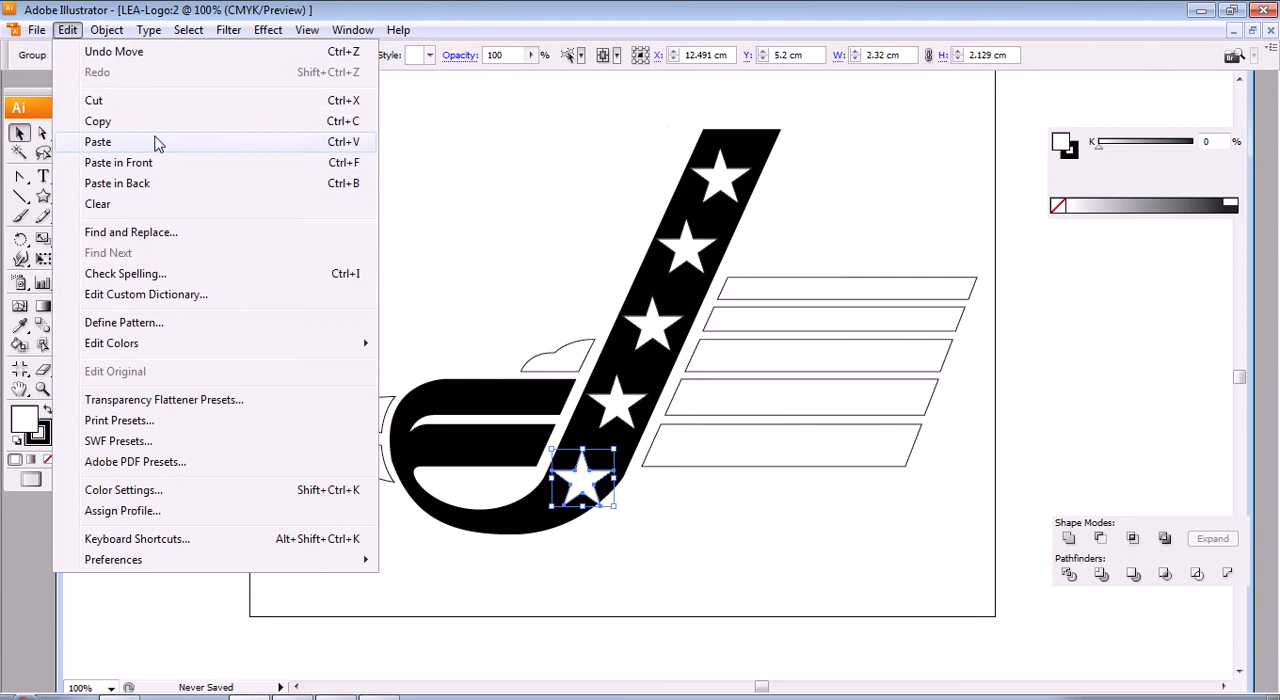 Adobe Illustrator - [LEA-Logo:2 @ 100% (CMYK/Preview) ]
File Edit Object Type Select Filter Effect View Window Help
Group
Style:
Opacity: 100 %
X: 12.491 cm Y: 5.2 cm W: 2.32 cm H: 2.129 cm
Undo Move Ctrl+Z
Redo Shift+Ctrl+Z
Cut Ctrl+X
Copy Ctrl+C
Paste Ctrl+V
Paste in Front Ctrl+F
Paste in Back Ctrl+B
Clear
Find and Replace...
Find Next
Check Spelling... Ctrl+I
Edit Custom Dictionary...
Define Pattern...
Edit Colors
Edit Original
Transparency Flattener Presets...
Print Presets...
SWF Presets...
Adobe PDF Presets...
Color Settings... Shift+Ctrl+K
Assign Profile...
Keyboard Shortcuts... Alt+Shift+Ctrl+K
Preferences
Ai
K 0 %
Shape Modes:
Expand
Pathfinders:
100% Never Saved